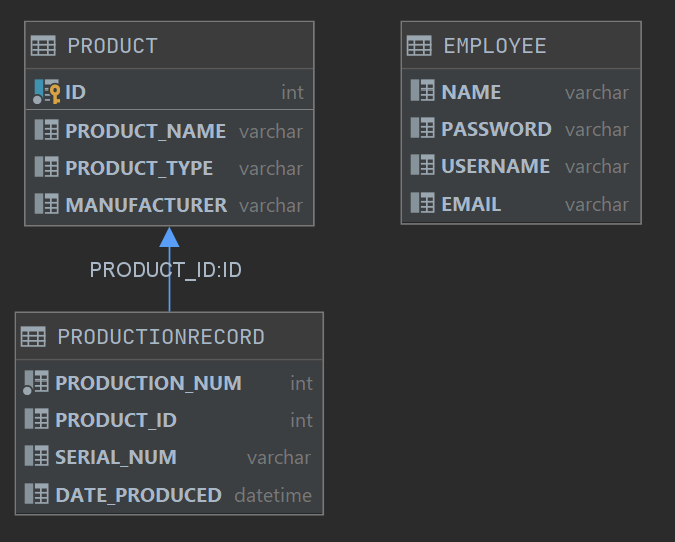 PRODUCT
ID int
PRODUCT_NAME varchar
PRODUCT_TYPE varchar
MANUFACTURER varchar
EMPLOYEE
NAME varchar
PASSWORD varchar
USERNAME varchar
EMAIL varchar
PRODUCT_ID:ID
PRODUCTIONRECORD
PRODUCTION_NUM int
PRODUCT_ID int
SERIAL_NUM varchar
DATE_PRODUCED datetime